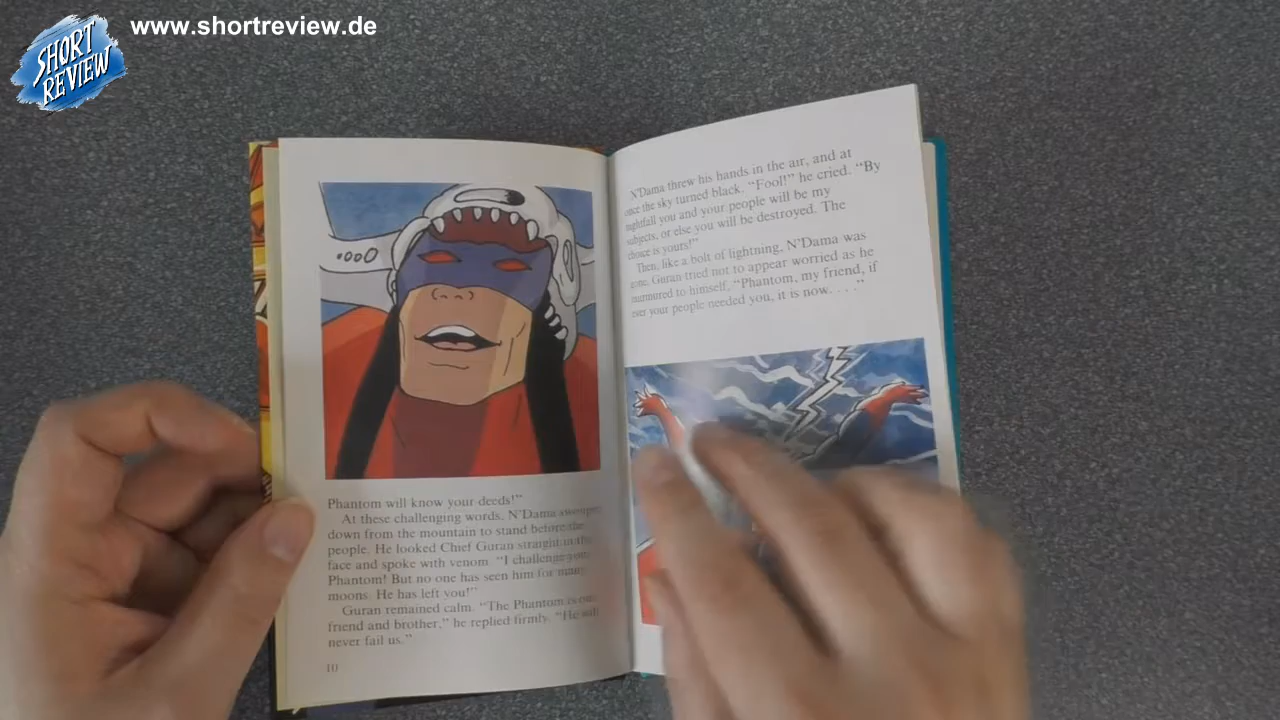 SHORT
REVIEW
www.shortreview.de
Phantom will know your deeds!"
At these challenging words, N'Dama swooped
down from the mountain to stand before the
people. He looked Chief Guran straight in the
face and spoke with venom. "I challenge your
Phantom! But no one has seen him for many
moons. He has left you!"
Guran remained calm. "The Phantom is our
friend and brother," he replied firmly. "He will
never fail us."
10
N'Dama threw his hands in the air, and at
once the sky turned black. "Fool!" he cried. "By
nightfall you and your people will be my
subjects, or else you will be destroyed. The
choice is yours!"
Then, like a bolt of lightning, N'Dama was
gone. Guran tried not to appear worried as he
murmured to himself, "Phantom, my friend, if
ever your people needed you, it is now. . . ."